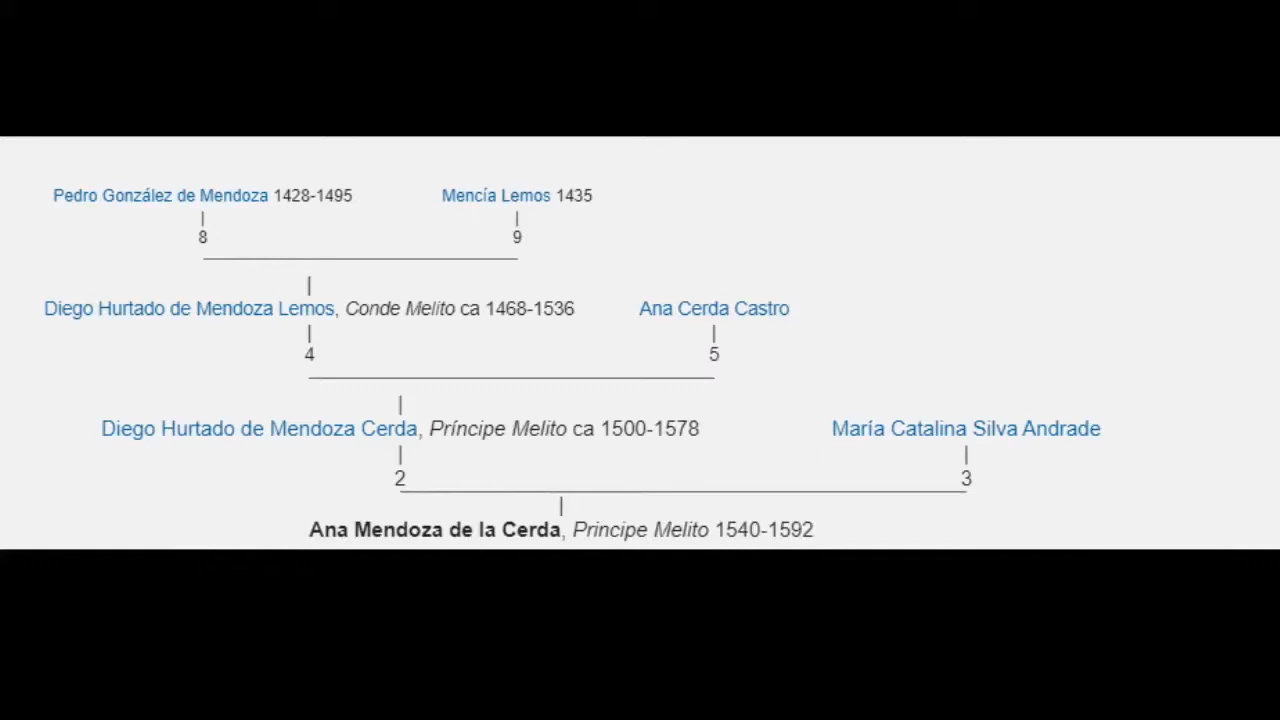 Pedro González de Mendoza 1428-1495 Mencía Lemos 1435
8 9
Diego Hurtado de Mendoza Lemos, Conde Melito ca 1468-1536 Ana Cerda Castro
4 5
Diego Hurtado de Mendoza Cerda, Príncipe Melito ca 1500-1578 María Catalina Silva Andrade
2 3
Ana Mendoza de la Cerda, Principe Melito 1540-1592